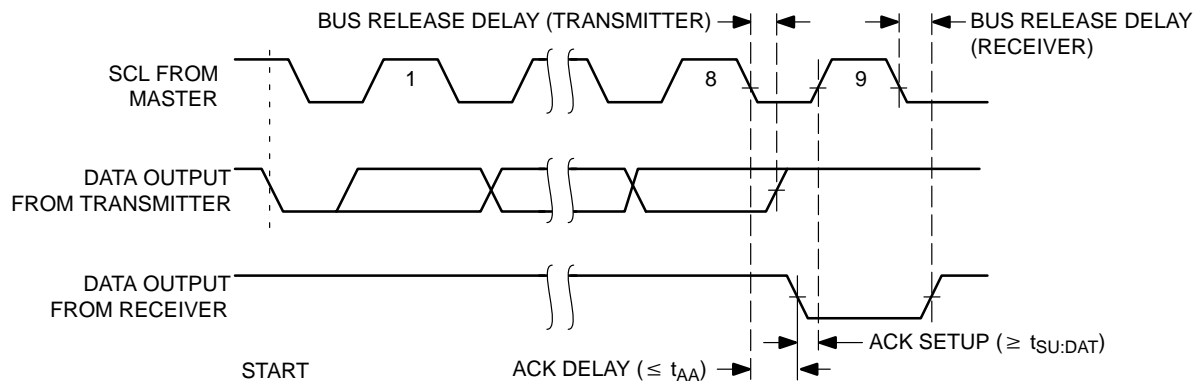 BUS RELEASE DELAY (TRANSMITTER)
BUS RELEASE DELAY
(RECEIVER)
SCL FROM
MASTER
1
8
9
DATA OUTPUT
FROM TRANSMITTER
DATA OUTPUT
FROM RECEIVER
ACK SETUP (≥ tSU:DAT)
START
ACK DELAY (≤ tAA)